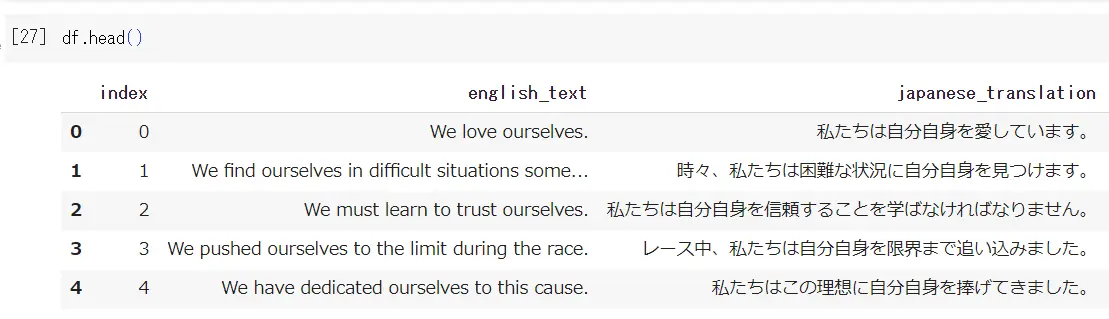 [27] df.head()
index english_text japanese_translation
0 0 We love ourselves. 私たちは自分自身を愛しています。
1 1 We find ourselves in difficult situations some... 時々、私たちは困難な状況に自分自身を見つけます。
2 2 We must learn to trust ourselves. 私たちは自分自身を信頼することを学ばなければなりません。
3 3 We pushed ourselves to the limit during the race. レース中、私たちは自分自身を限界まで追い込みました。
4 4 We have dedicated ourselves to this cause. 私たちはこの理想に自分自身を捧げてきました。